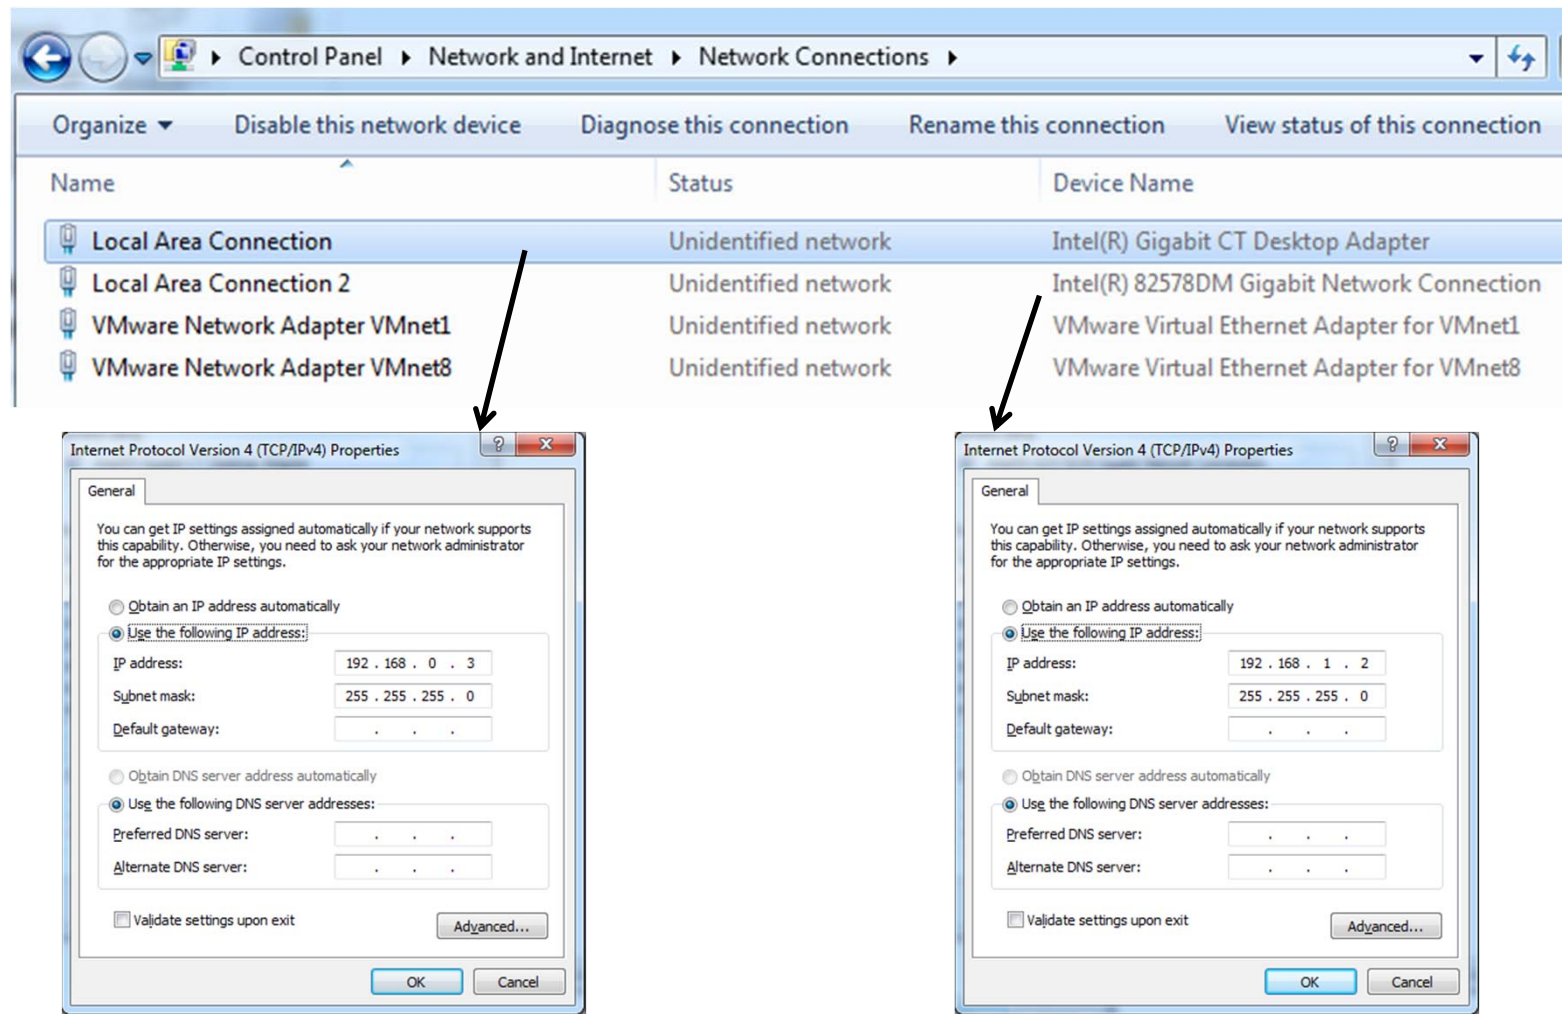 Control Panel Network and Internet Network Connections
Organize Disable this network device Diagnose this connection Rename this connection View status of this connection
Name Status Device Name
Local Area Connection Unidentified network Intel(R) Gigabit CT Desktop Adapter
Local Area Connection 2 Unidentified network Intel(R) 82578DM Gigabit Network Connection
VMware Network Adapter VMnet1 Unidentified network VMware Virtual Ethernet Adapter for VMnet1
VMware Network Adapter VMnet8 Unidentified network VMware Virtual Ethernet Adapter for VMnet8
Internet Protocol Version 4 (TCP/IPv4) Properties
General
You can get IP settings assigned automatically if your network supports
this capability. Otherwise, you need to ask your network administrator
for the appropriate IP settings.
Obtain an IP address automatically
Use the following IP address:
IP address: 192 . 168 . 0 . 3
Subnet mask: 255 . 255 . 255 . 0
Default gateway: . . .
Obtain DNS server address automatically
Use the following DNS server addresses:
Preferred DNS server: . . .
Alternate DNS server: . . .
Validate settings upon exit
Advanced...
OK Cancel
Internet Protocol Version 4 (TCP/IPv4) Properties
General
You can get IP settings assigned automatically if your network supports
this capability. Otherwise, you need to ask your network administrator
for the appropriate IP settings.
Obtain an IP address automatically
Use the following IP address:
IP address: 192 . 168 . 1 . 2
Subnet mask: 255 . 255 . 255 . 0
Default gateway: . . .
Obtain DNS server address automatically
Use the following DNS server addresses:
Preferred DNS server: . . .
Alternate DNS server: . . .
Validate settings upon exit
Advanced...
OK Cancel